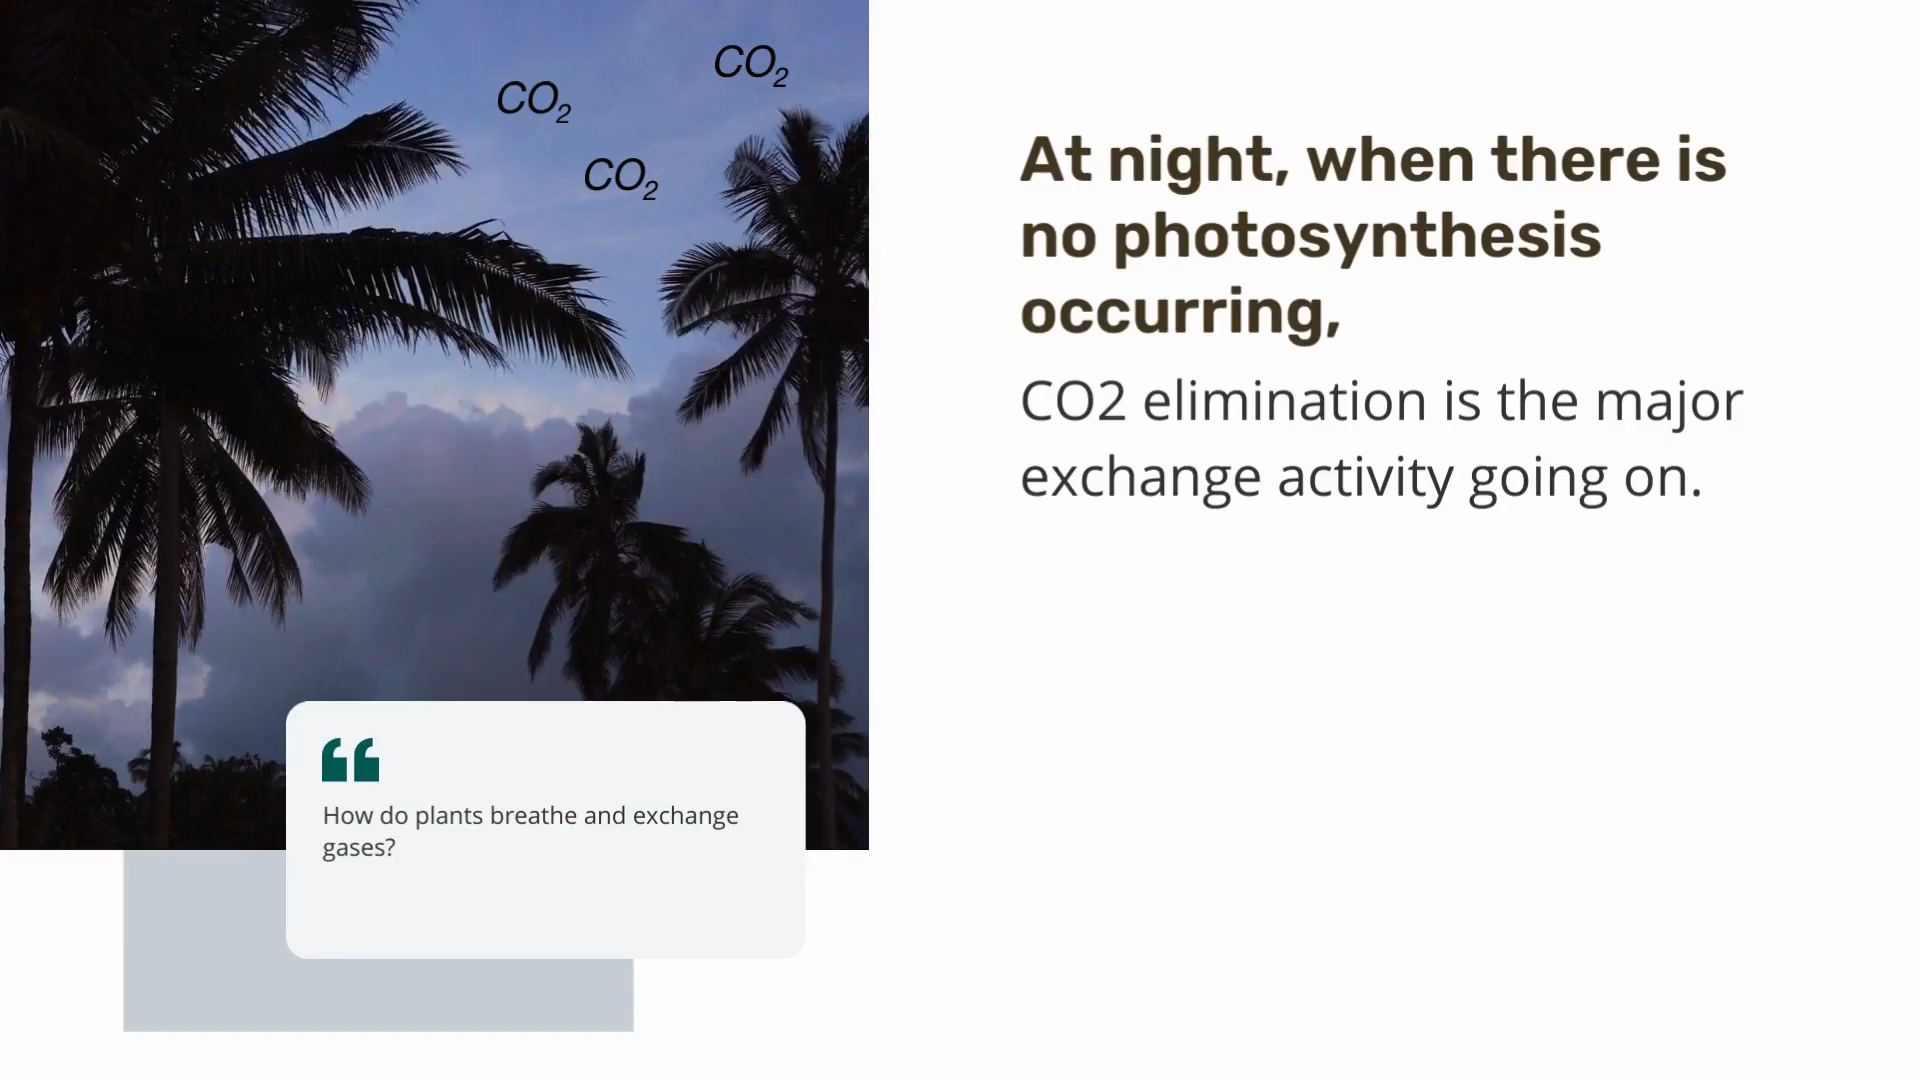 CO₂
CO₂
CO₂
At night, when there is
no photosynthesis
occurring,
CO2 elimination is the major
exchange activity going on.
How do plants breathe and exchange
gases?